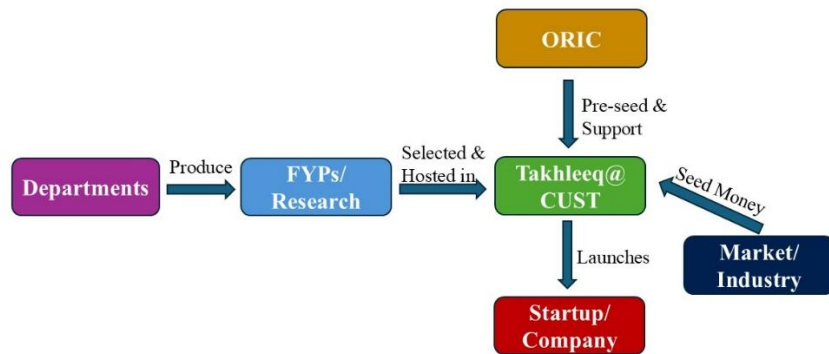 ORIC
Pre-seed &
Support
Departments
Produce
FYPs/
Research
Selected &
Hosted in
Takhleeq@
CUST
Seed Money
Market/
Industry
Launches
Startup/
Company